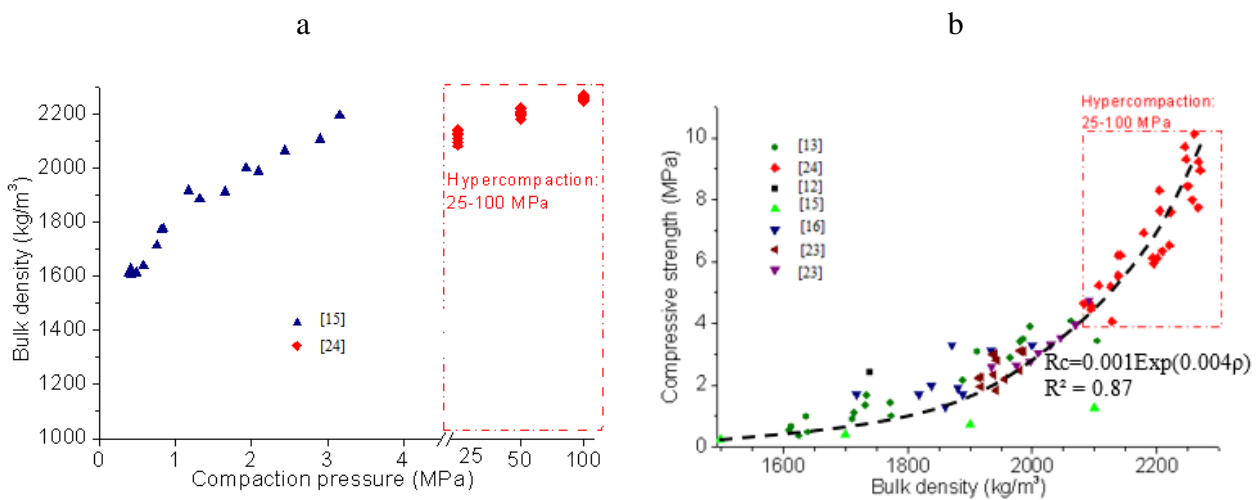 a
2200
2000
1800
1600
1400
1200
1000
0
1
2
3
4
25
50
100
Bulk density (kg/m³)
Compaction pressure (MPa)
Hypercompaction:
25-100 MPa
[15]
[24]
b
10
8
6
4
2
0
1600
1800
2000
2200
Compressive strength (MPa)
Bulk density (kg/m³)
Hypercompaction:
25-100 MPa
[13]
[24]
[12]
[15]
[16]
[23]
[23]
Rc=0.001Exp(0.004ρ)
R² = 0.87